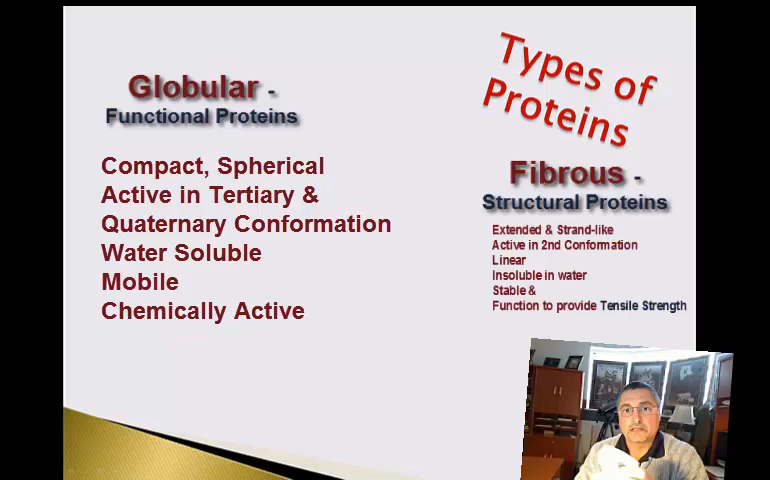 Types of
Proteins
Globular -
Functional Proteins
Compact, Spherical
Active in Tertiary &
Quaternary Conformation
Water Soluble
Mobile
Chemically Active
Fibrous -
Structural Proteins
Extended & Strand-like
Active in 2nd Conformation
Linear
Insoluble in water
Stable &
Function to provide Tensile Strength